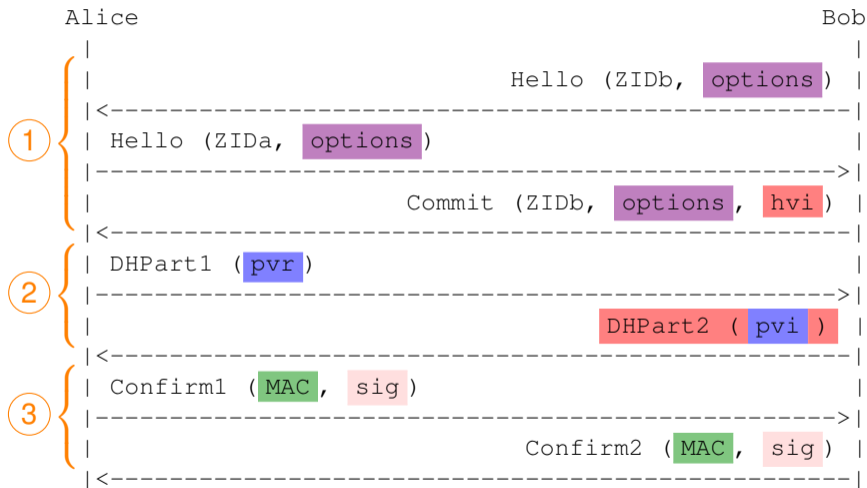 Alice Bob
Hello (ZIDb, options)
|<---------------------------------------------------|
1
Hello (ZIDa, options)
|--------------------------------------------------->|
Commit (ZIDb, options, hvi)
|<---------------------------------------------------|
DHPart1 (pvr)
2
|--------------------------------------------------->|
DHPart2 ( pvi )
|<---------------------------------------------------|
Confirm1 (MAC, sig)
3
|--------------------------------------------------->|
Confirm2 (MAC, sig)
|<---------------------------------------------------|